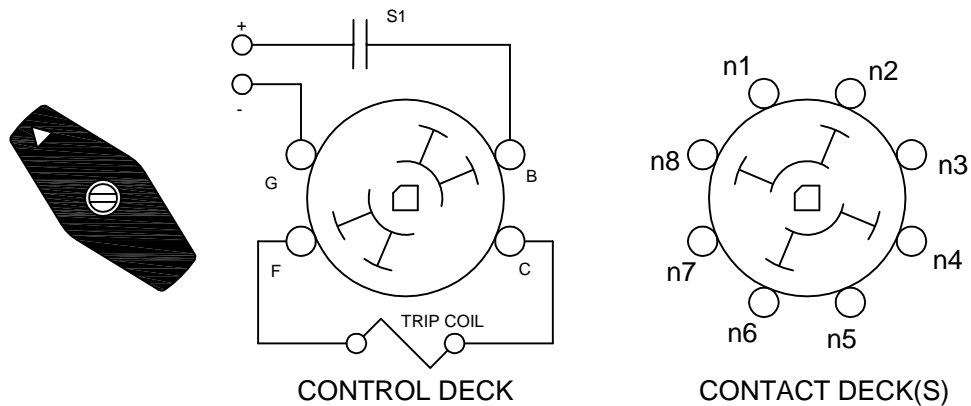 S1
+
-
G
B
F
C
TRIP COIL
CONTROL DECK
n1
n2
n3
n4
n5
n6
n7
n8
CONTACT DECK(S)